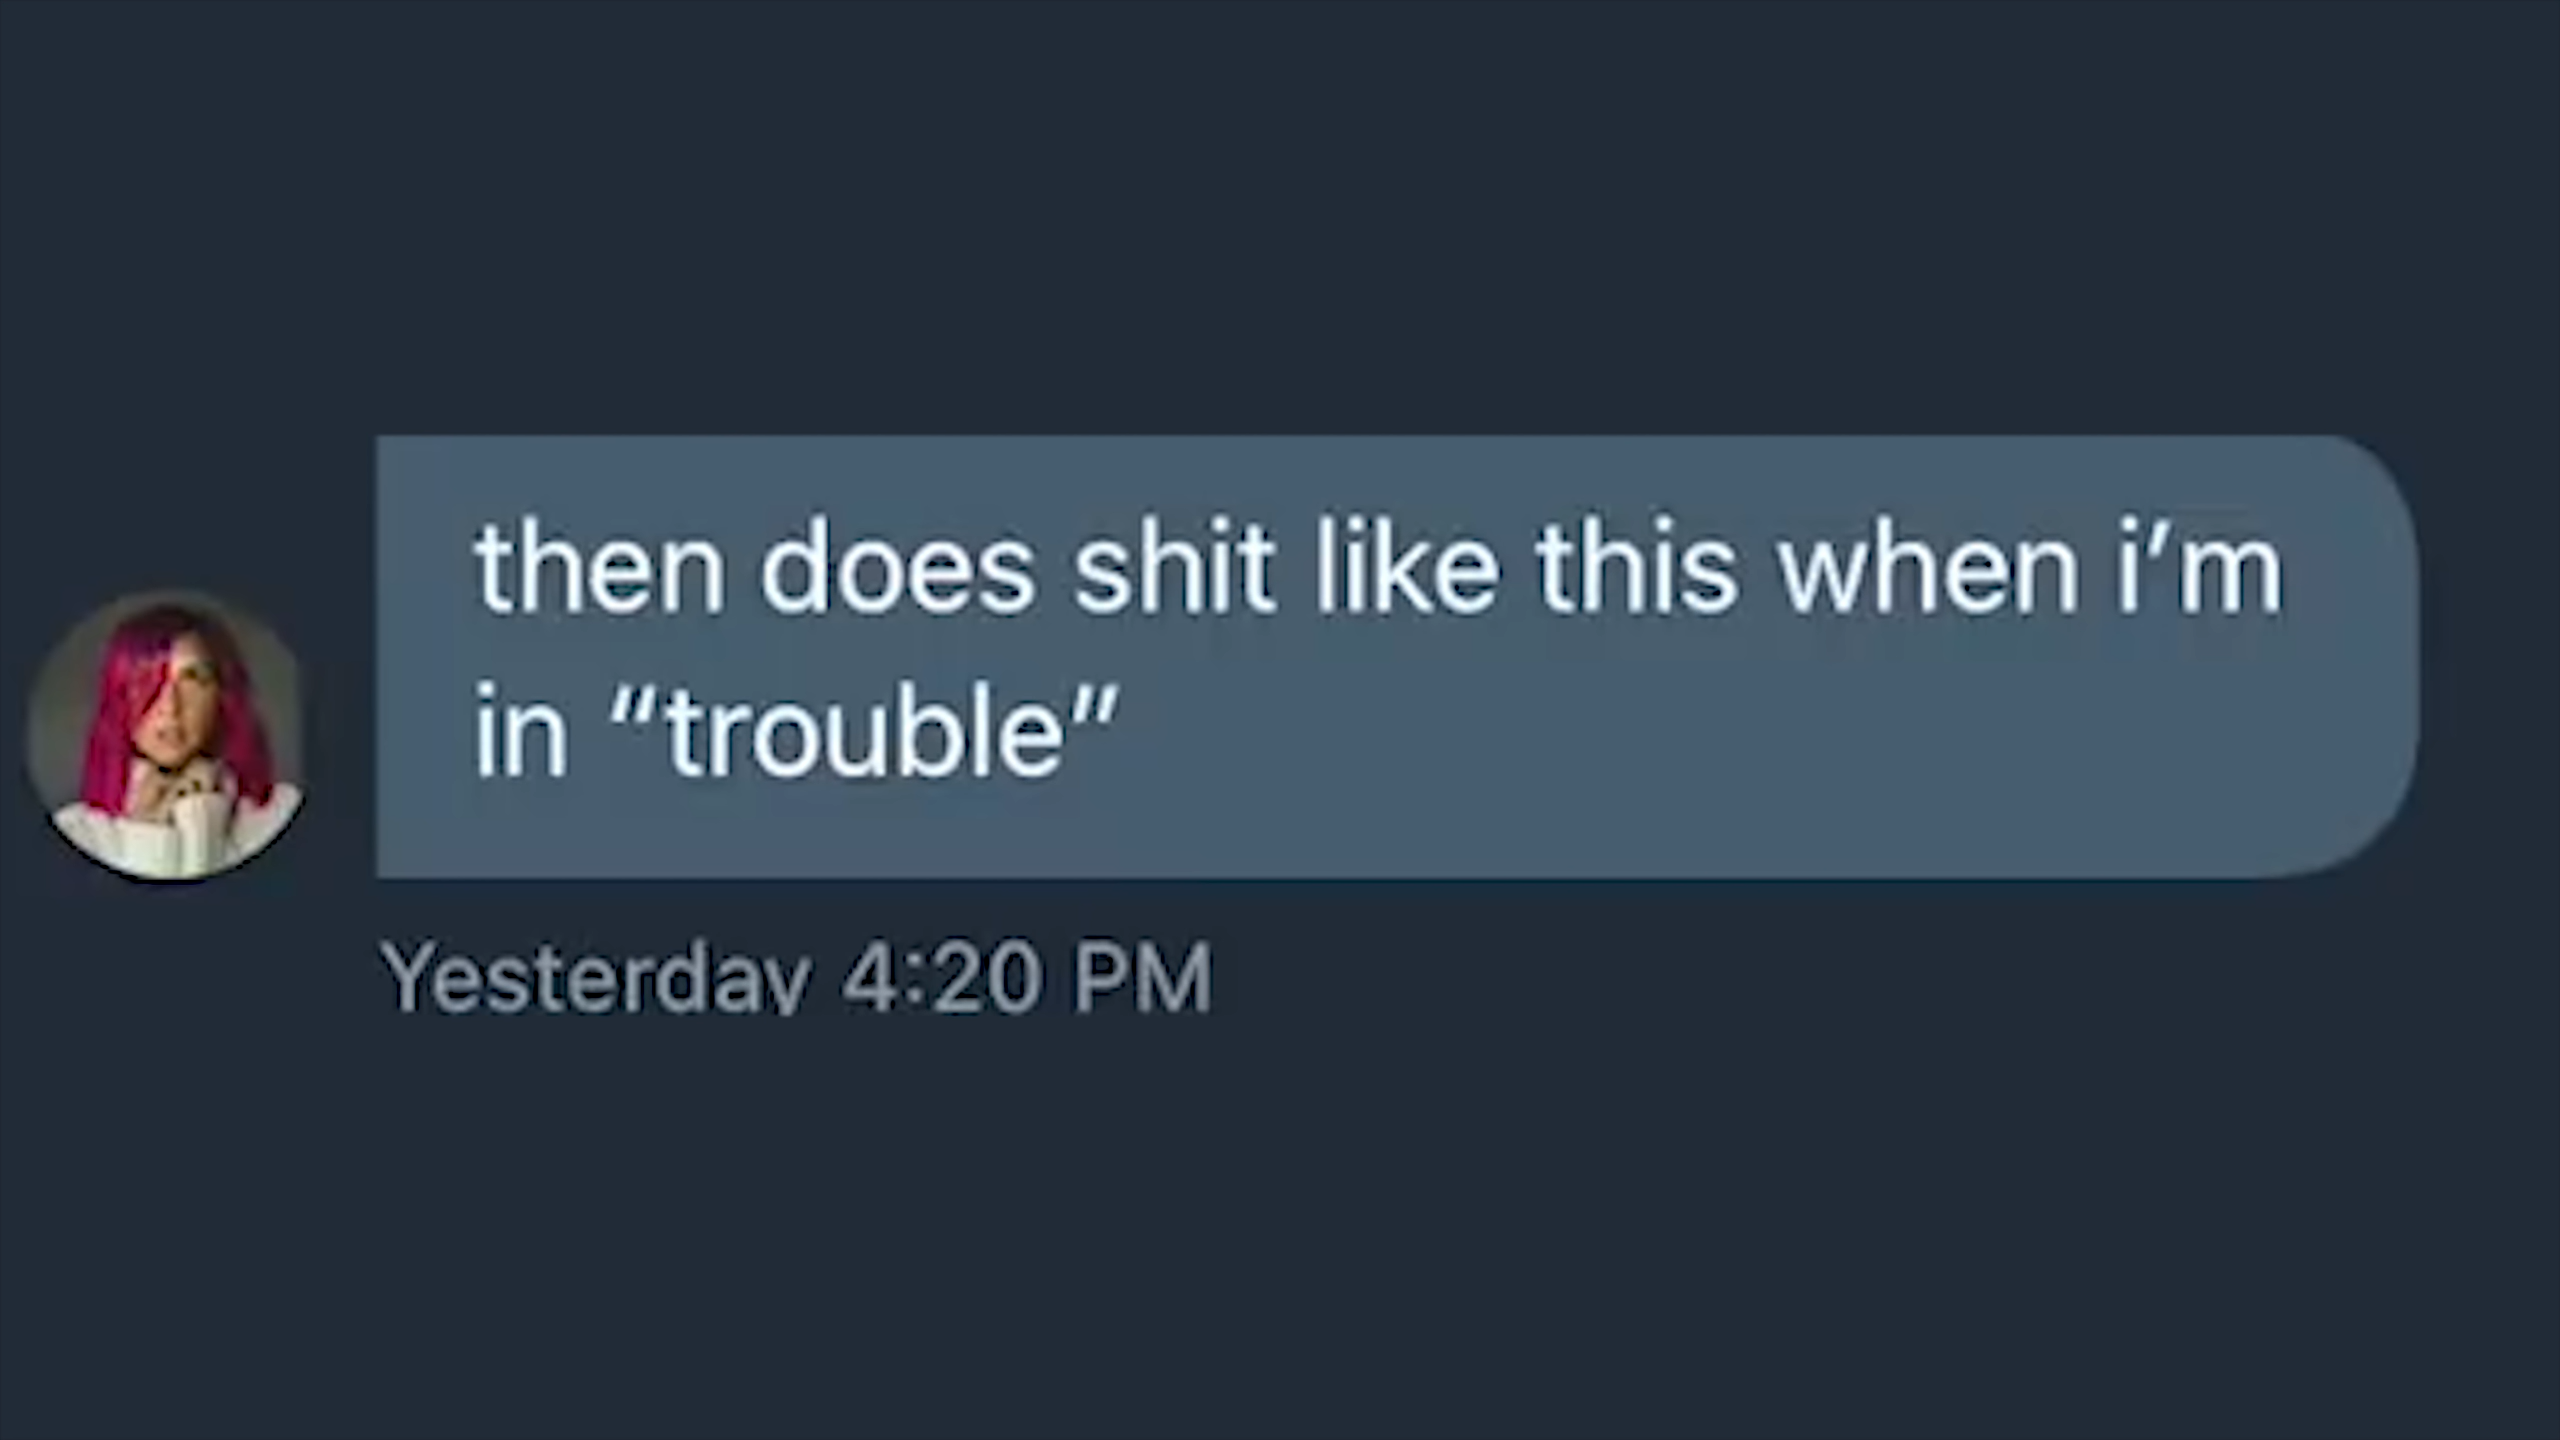 then does shit like this when i’m
in “trouble”
Yesterday 4:20 PM